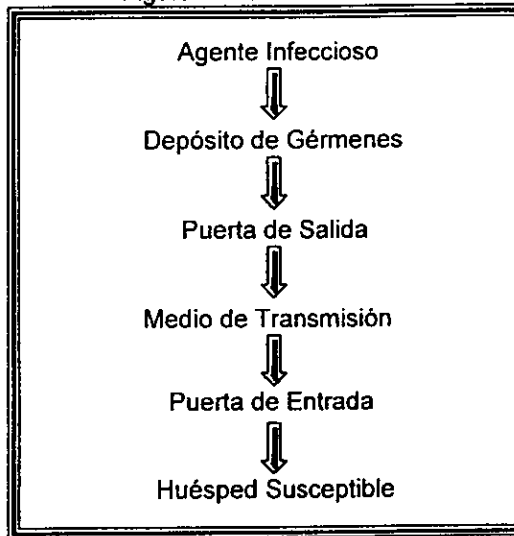 Agente Infeccioso
Depósito de Gérmenes
Puerta de Salida
Medio de Transmisión
Puerta de Entrada
Huésped Susceptible